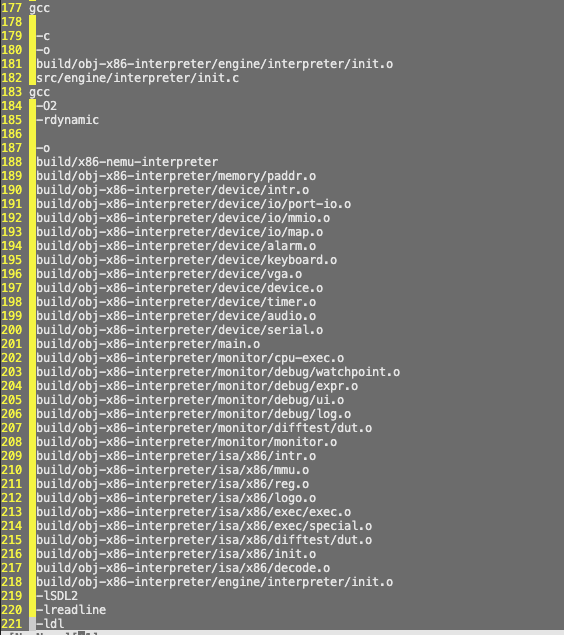 177 gcc
178
179 -c
180 -o
181 build/obj-x86-interpreter/engine/interpreter/init.o
182 src/engine/interpreter/init.c
183 gcc
184 -O2
185 -rdynamic
186
187 -o
188 build/x86-nemu-interpreter
189 build/obj-x86-interpreter/memory/paddr.o
190 build/obj-x86-interpreter/device/intr.o
191 build/obj-x86-interpreter/device/io/port-io.o
192 build/obj-x86-interpreter/device/io/mmio.o
193 build/obj-x86-interpreter/device/io/map.o
194 build/obj-x86-interpreter/device/alarm.o
195 build/obj-x86-interpreter/device/keyboard.o
196 build/obj-x86-interpreter/device/vga.o
197 build/obj-x86-interpreter/device/device.o
198 build/obj-x86-interpreter/device/timer.o
199 build/obj-x86-interpreter/device/audio.o
200 build/obj-x86-interpreter/device/serial.o
201 build/obj-x86-interpreter/main.o
202 build/obj-x86-interpreter/monitor/cpu-exec.o
203 build/obj-x86-interpreter/monitor/debug/watchpoint.o
204 build/obj-x86-interpreter/monitor/debug/expr.o
205 build/obj-x86-interpreter/monitor/debug/ui.o
206 build/obj-x86-interpreter/monitor/debug/log.o
207 build/obj-x86-interpreter/monitor/difftest/dut.o
208 build/obj-x86-interpreter/monitor/monitor.o
209 build/obj-x86-interpreter/isa/x86/intr.o
210 build/obj-x86-interpreter/isa/x86/mmu.o
211 build/obj-x86-interpreter/isa/x86/reg.o
212 build/obj-x86-interpreter/isa/x86/logo.o
213 build/obj-x86-interpreter/isa/x86/exec/exec.o
214 build/obj-x86-interpreter/isa/x86/exec/special.o
215 build/obj-x86-interpreter/isa/x86/difftest/dut.o
216 build/obj-x86-interpreter/isa/x86/init.o
217 build/obj-x86-interpreter/isa/x86/decode.o
218 build/obj-x86-interpreter/engine/interpreter/init.o
219 -lSDL2
220 -lreadline
221 -ldl